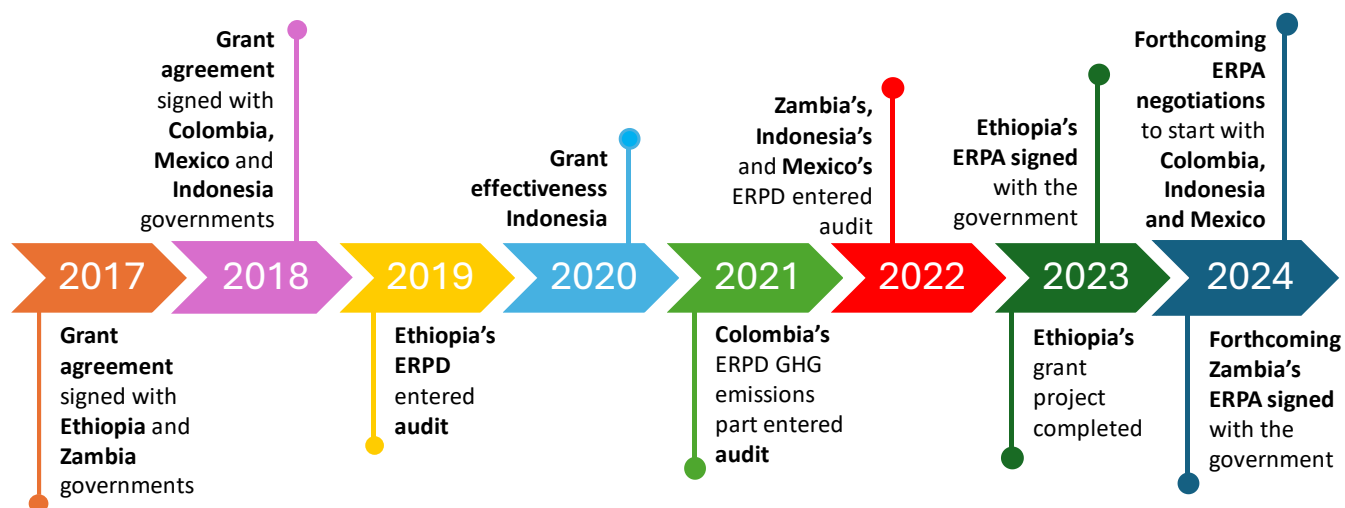 Grant
agreement
signed with
Colombia,
Mexico and
Indonesia
governments
Grant
effectiveness
Indonesia
Zambia’s,
Indonesia’s
and Mexico’s
ERPD entered
audit
Ethiopia’s
ERPA signed
with the
government
Forthcoming
ERPA
negotiations
to start with
Colombia,
Indonesia
and Mexico
2017
2018
2019
2020
2021
2022
2023
2024
Grant
agreement
signed with
Ethiopia and
Zambia
governments
Ethiopia’s
ERPD
entered
audit
Colombia’s
ERPD GHG
emissions
part entered
audit
Ethiopia’s
grant
project
completed
Forthcoming
Zambia’s
ERPA signed
with the
government